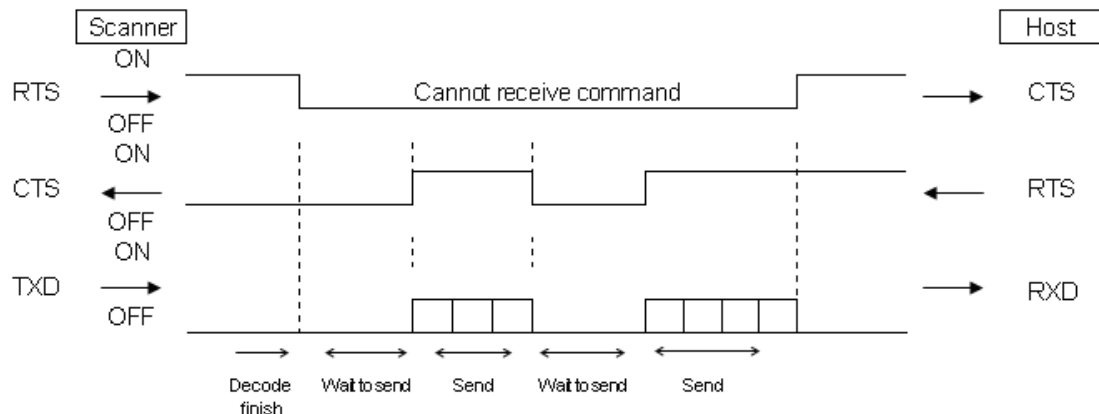 Scanner
Host
ON
RTS
Cannot receive command
CTS
OFF
ON
CTS
RTS
OFF
ON
TXD
RXD
OFF
Decode
finish
Wait to send
Send
Wait to send
Send